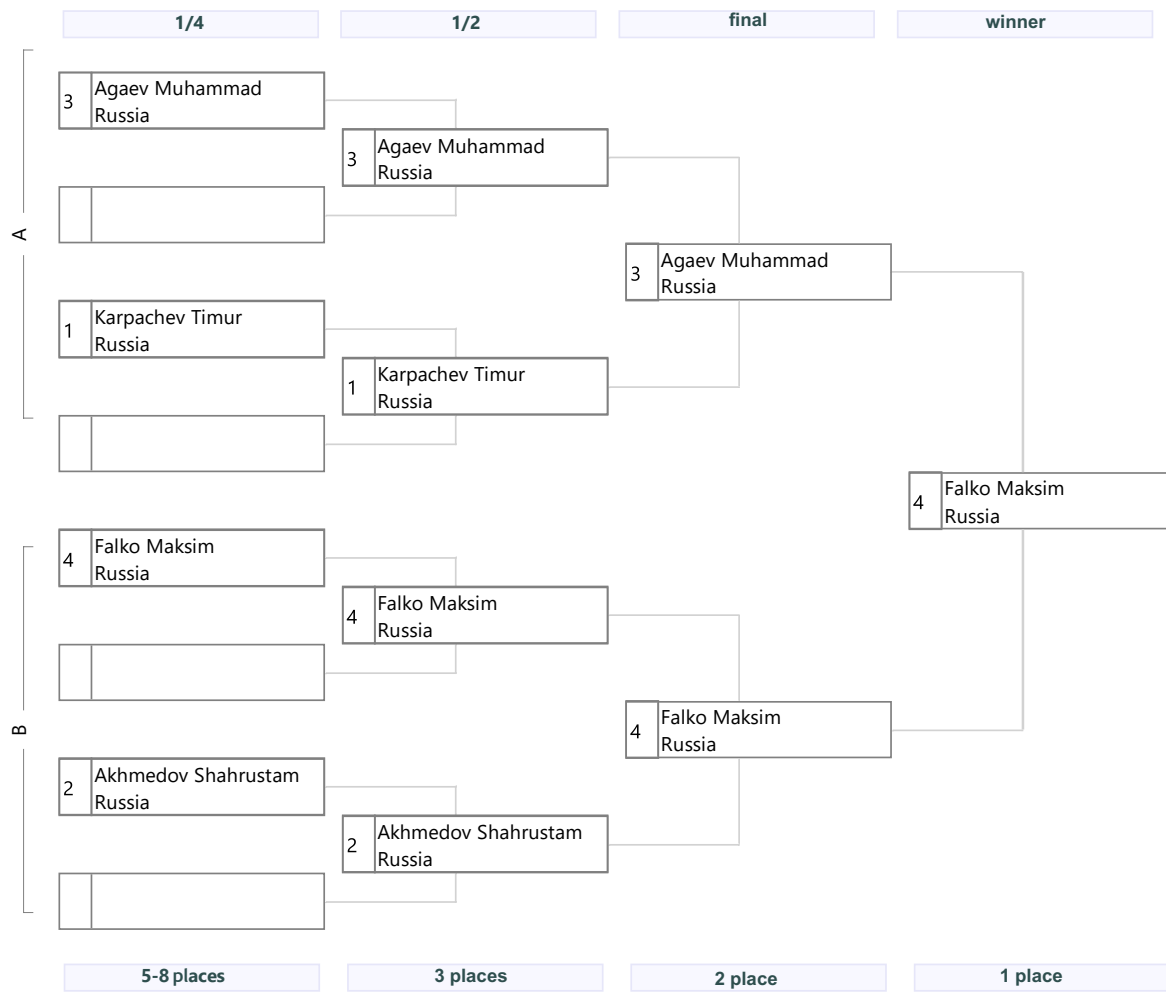 1/4
1/2
final
winner
3
Agaev Muhammad
Russia
3
Agaev Muhammad
Russia
A
3
Agaev Muhammad
Russia
1
Karpachev Timur
Russia
1
Karpachev Timur
Russia
4
Falko Maksim
Russia
4
Falko Maksim
Russia
4
Falko Maksim
Russia
B
4
Falko Maksim
Russia
2
Akhmedov Shahrustam
Russia
2
Akhmedov Shahrustam
Russia
5-8 places
3 places
2 place
1 place